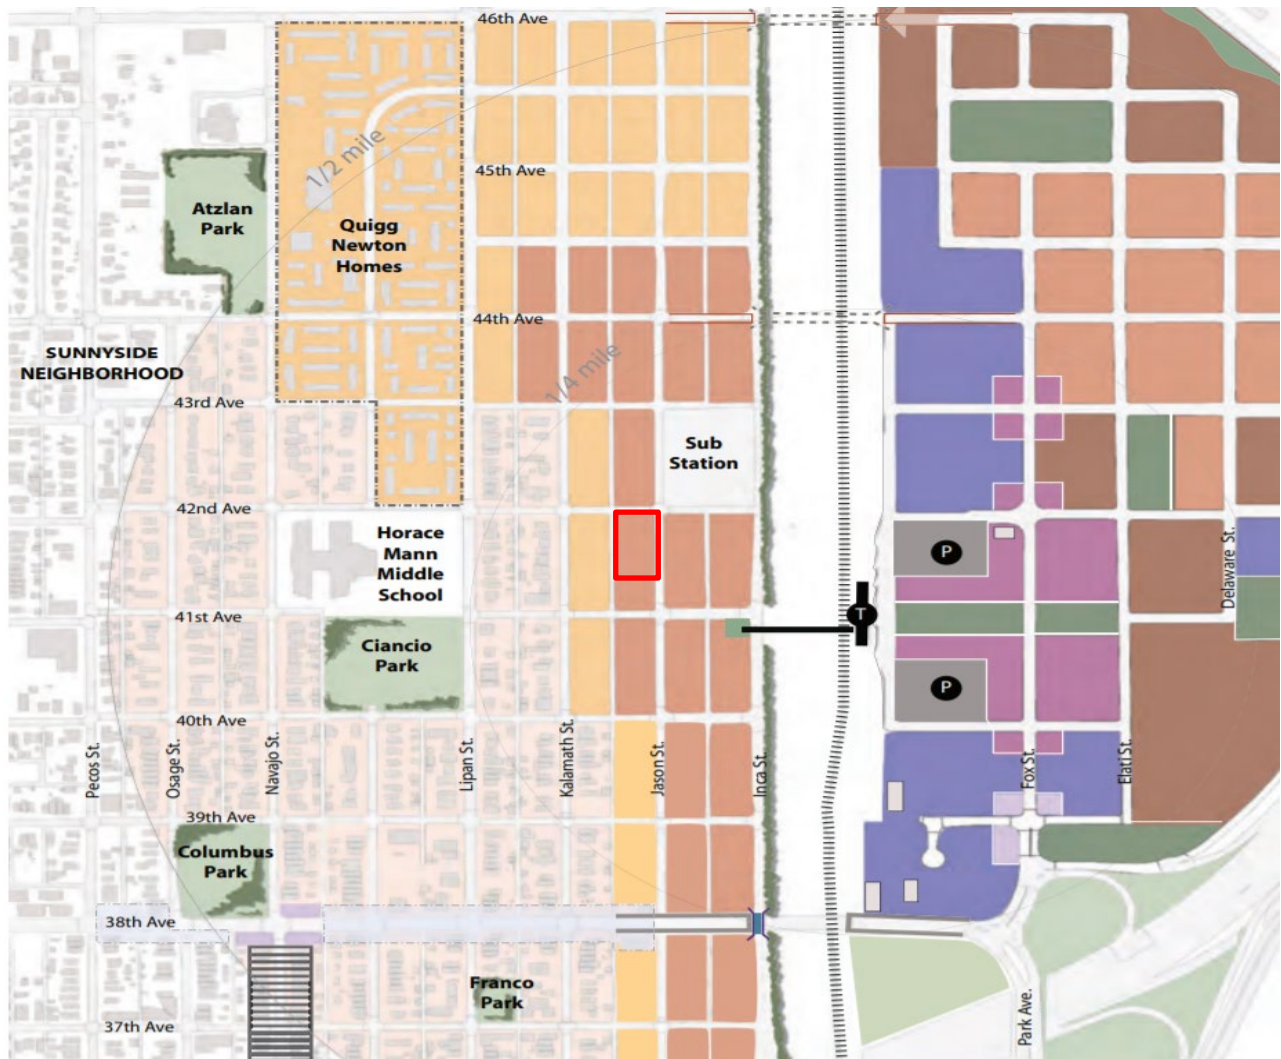 46th Ave
1/2 mile
45th Ave
Atzlan
Park
Quigg
Newton
Homes
44th Ave
SUNNYSIDE
NEIGHBORHOOD
1/4 mile
43rd Ave
Sub
Station
42nd Ave
Horace
Mann
Middle
School
P
Delaware St.
41st Ave
T
Ciancio
Park
P
40th Ave
Pecos St.
Osage St.
Navajo St.
Lipan St.
Kalamath St.
Jason St.
Inca St.
Fox St.
Elati St.
39th Ave
Columbus
Park
38th Ave
Franco
Park
Park Ave.
37th Ave